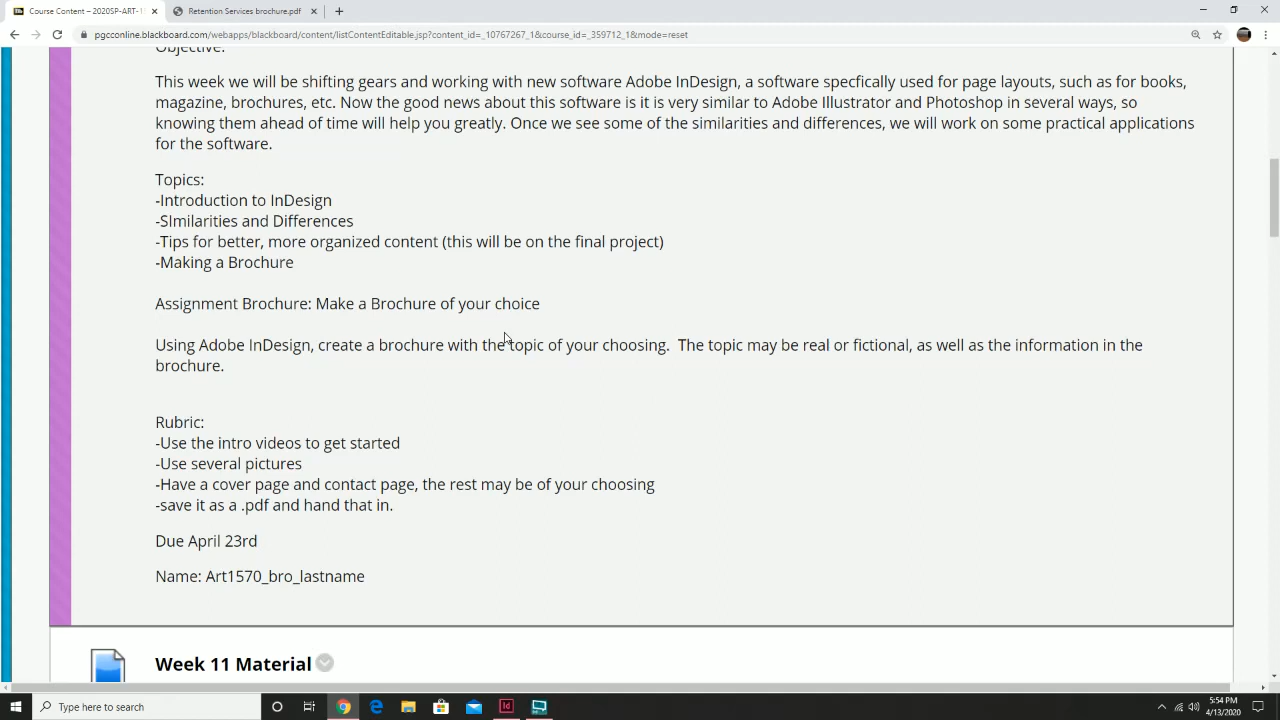 Course Content – 2020SP-ART-1
Retention Services brochure.pdf
pgcconline.blackboard.com/webapps/blackboard/content/listContentEditable.jsp?content_id=_10767267_1&course_id=_359712_1&mode=reset
Objective:
This week we will be shifting gears and working with new software Adobe InDesign, a software specfically used for page layouts, such as for books,
magazine, brochures, etc. Now the good news about this software is it is very similar to Adobe Illustrator and Photoshop in several ways, so
knowing them ahead of time will help you greatly. Once we see some of the similarities and differences, we will work on some practical applications
for the software.
Topics:
-Introduction to InDesign
-SImilarities and Differences
-Tips for better, more organized content (this will be on the final project)
-Making a Brochure
Assignment Brochure: Make a Brochure of your choice
Using Adobe InDesign, create a brochure with the topic of your choosing. The topic may be real or fictional, as well as the information in the
brochure.
Rubric:
-Use the intro videos to get started
-Use several pictures
-Have a cover page and contact page, the rest may be of your choosing
-save it as a .pdf and hand that in.
Due April 23rd
Name: Art1570_bro_lastname
Week 11 Material
Type here to search
Id
5:54 PM
4/13/2020